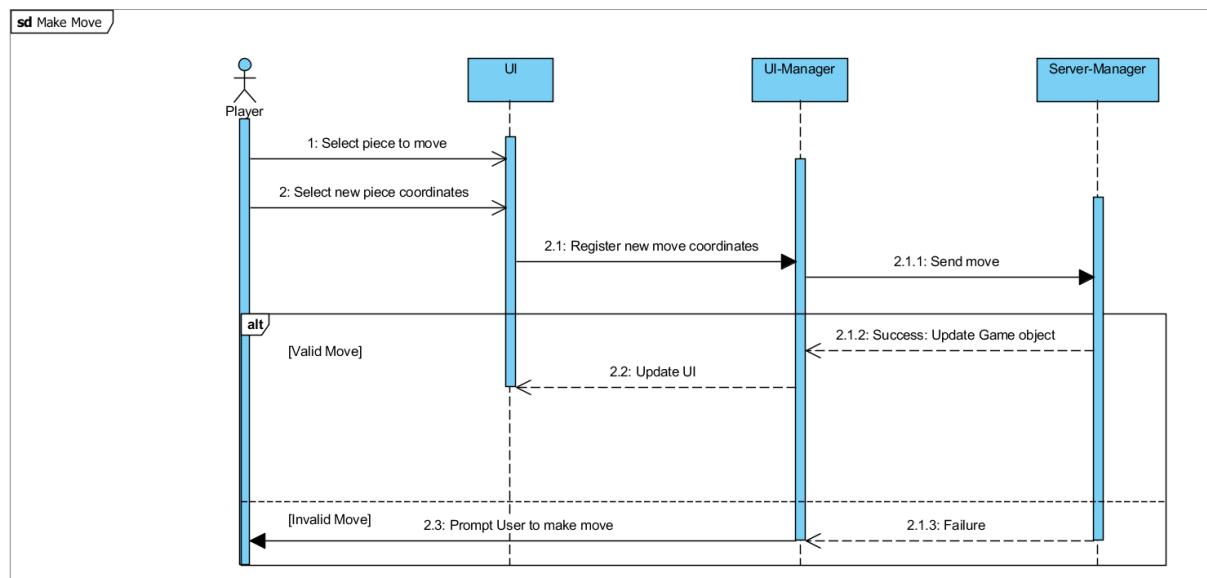 sd Make Move
Player
UI
UI-Manager
Server-Manager
1: Select piece to move
2: Select new piece coordinates
2.1: Register new move coordinates
2.1.1: Send move
alt
[Valid Move]
2.1.2: Success: Update Game object
2.2: Update UI
[Invalid Move]
2.3: Prompt User to make move
2.1.3: Failure